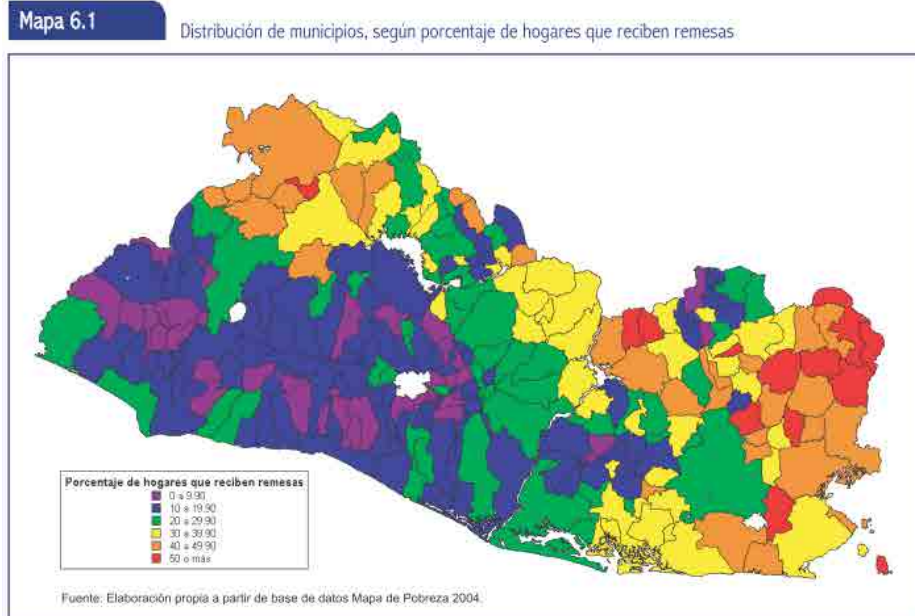 Mapa 6.1
Distribución de municipios, según porcentaje de hogares que reciben remesas
Porcentaje de hogares que reciben remesas
0 a 9.90
10 a 19.90
20 a 29.90
30 a 39.90
40 a 49.90
50 o más
Fuente: Elaboración propia a partir de base de datos Mapa de Pobreza 2004.